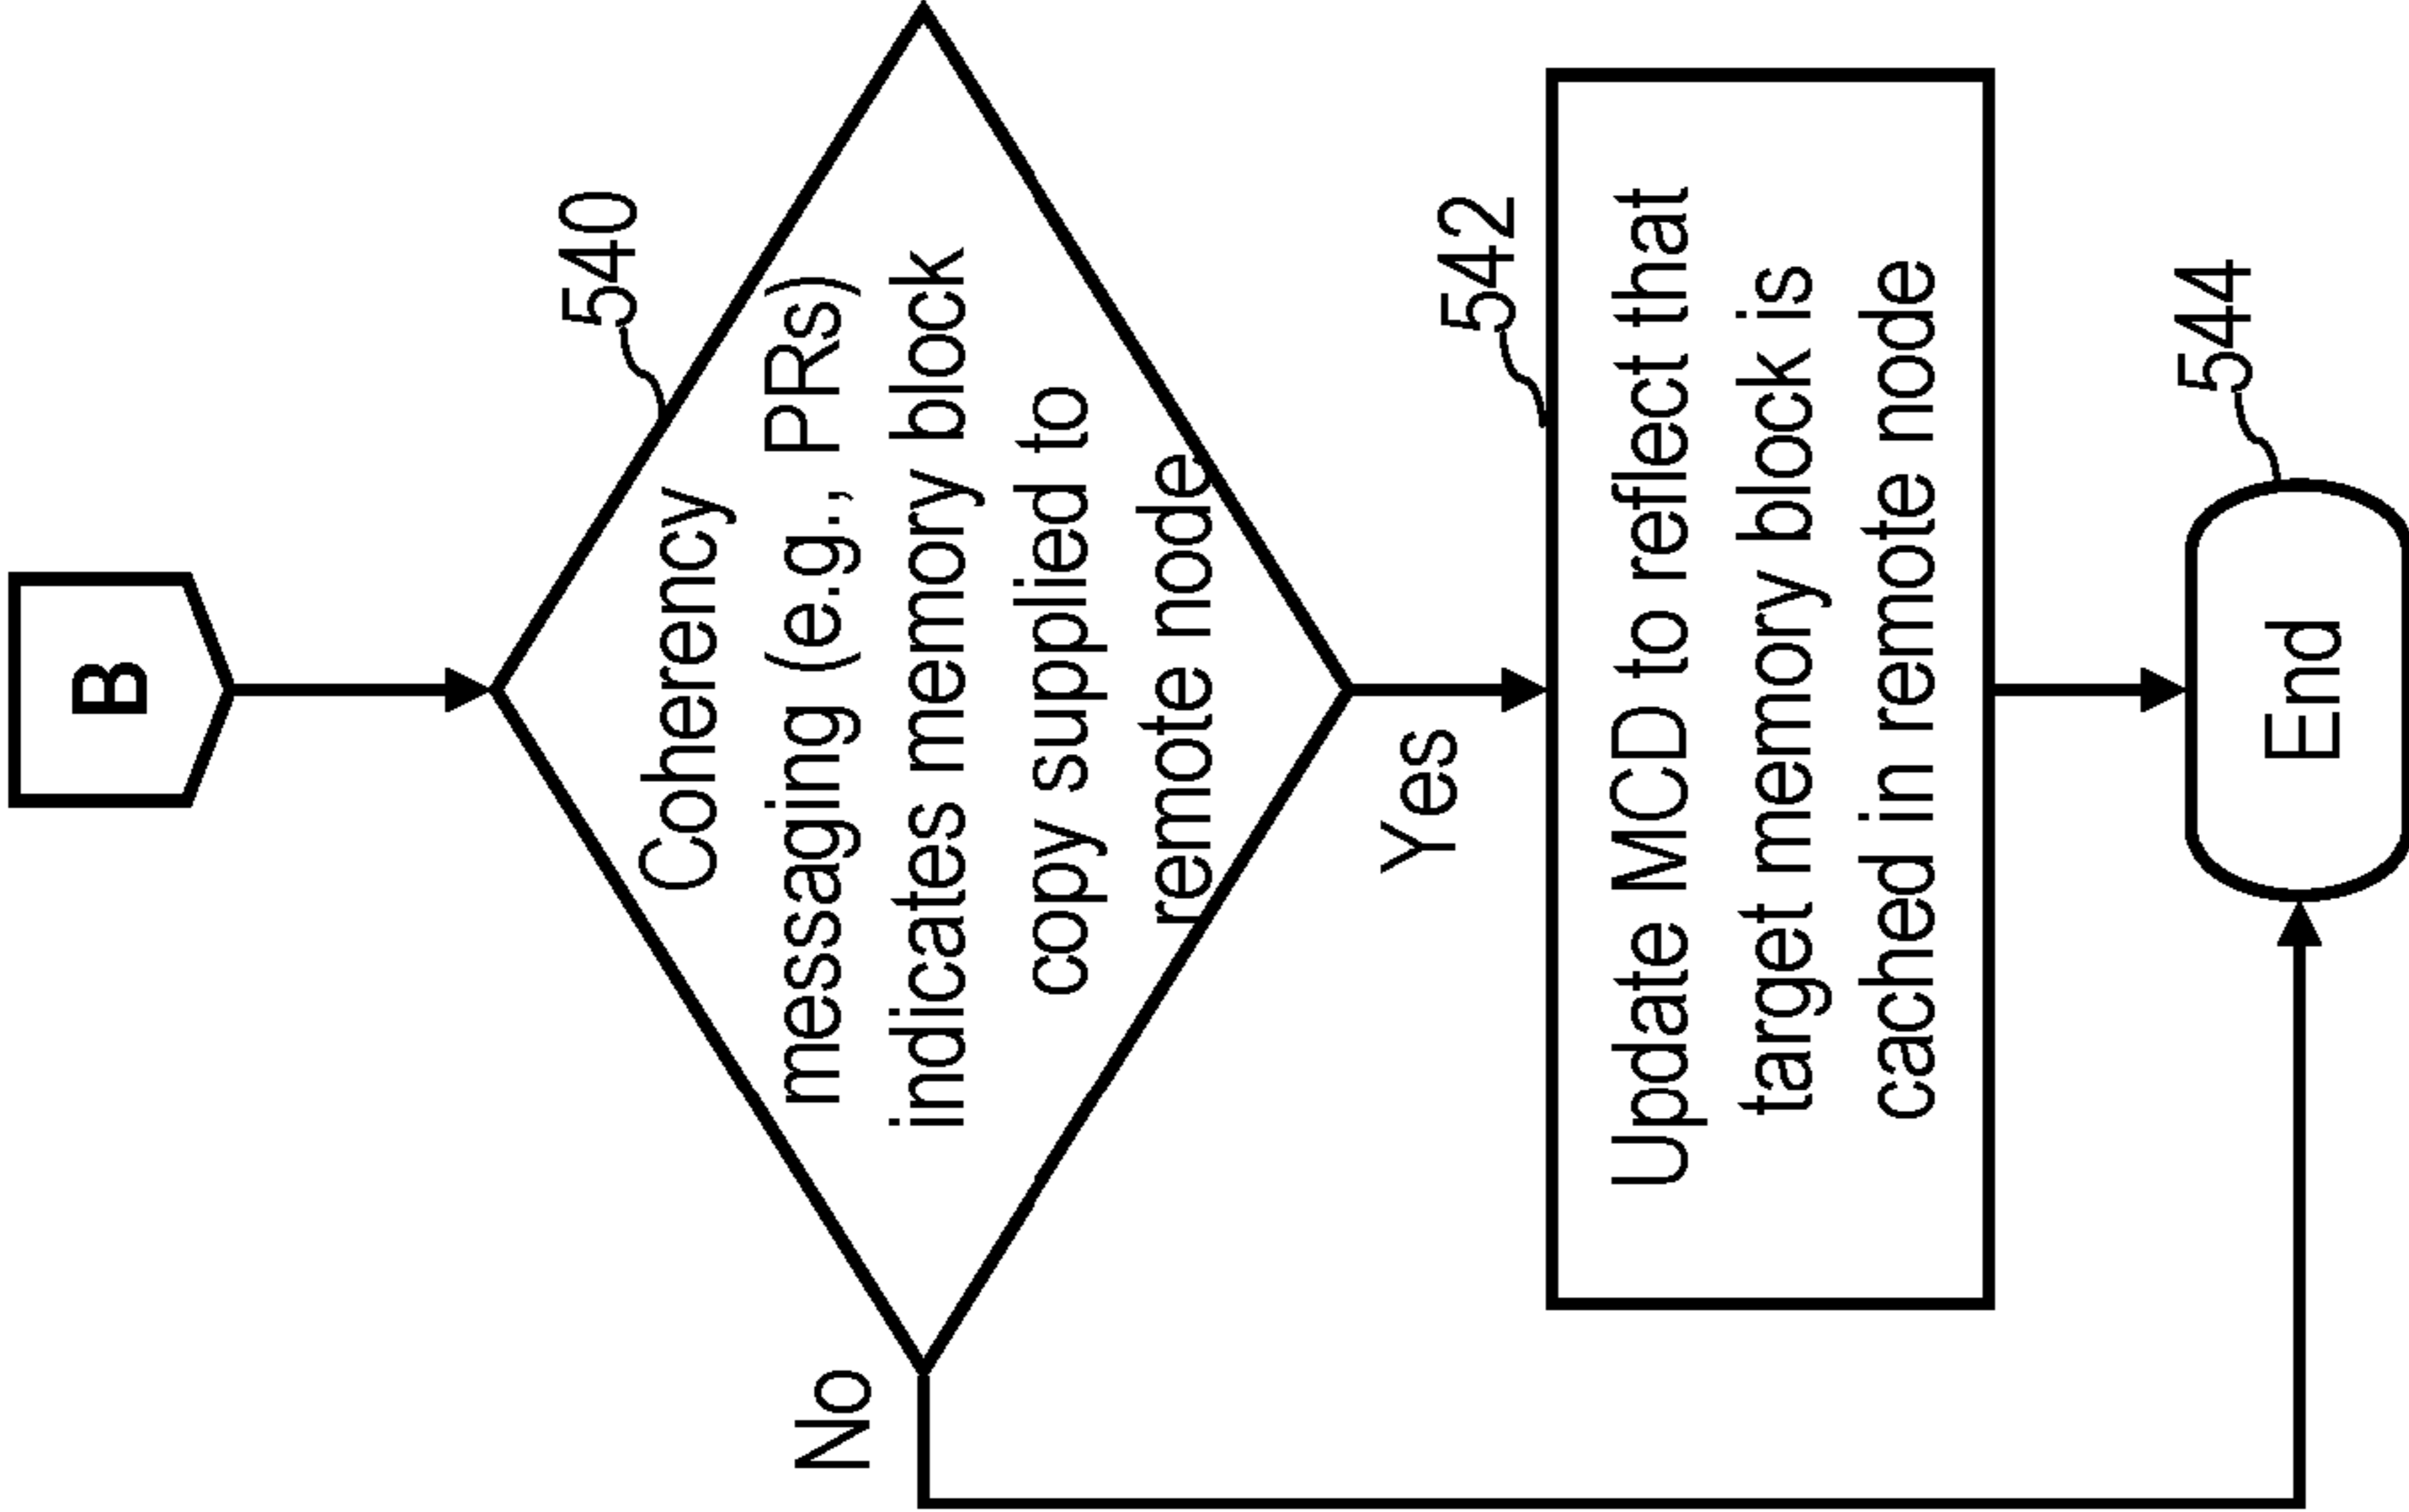 B
540
Coherency
messaging (e.g., PRs)
indicates memory block
copy supplied to
remote node
No
Yes
542
Update MCD to reflect that
target memory block is
cached in remote node
544
End